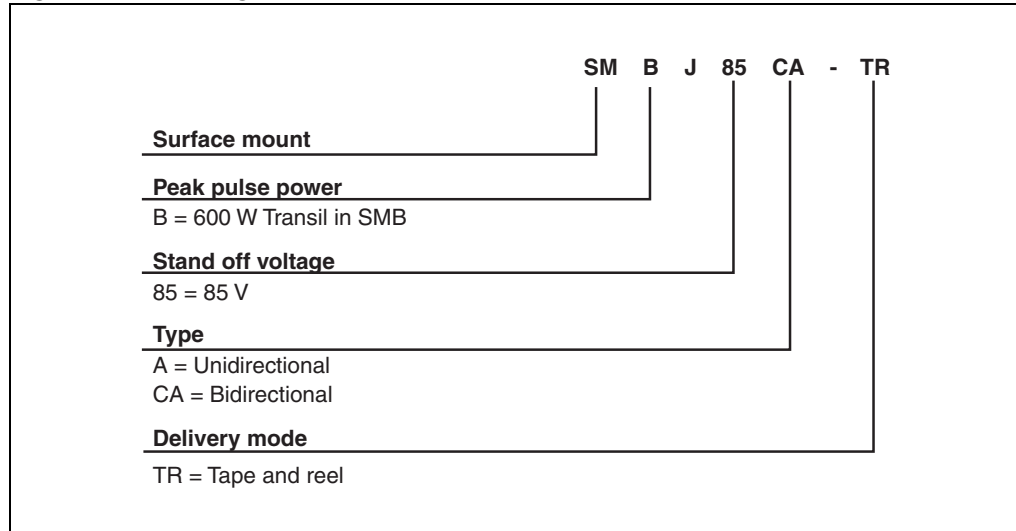 SM B J 85 CA - TR
Surface mount
Peak pulse power
B = 600 W Transil in SMB
Stand off voltage
85 = 85 V
Type
A = Unidirectional
CA = Bidirectional
Delivery mode
TR = Tape and reel